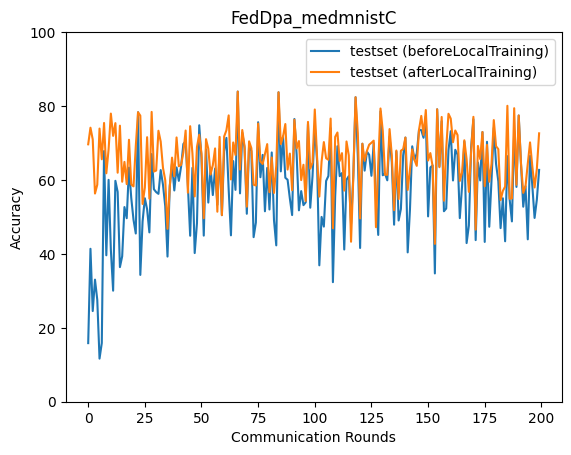 FedDpa_medmnistC
testset (beforeLocalTraining)
testset (afterLocalTraining)
Accuracy
100
80
60
40
20
0
0 25 50 75 100 125 150 175 200
Communication Rounds